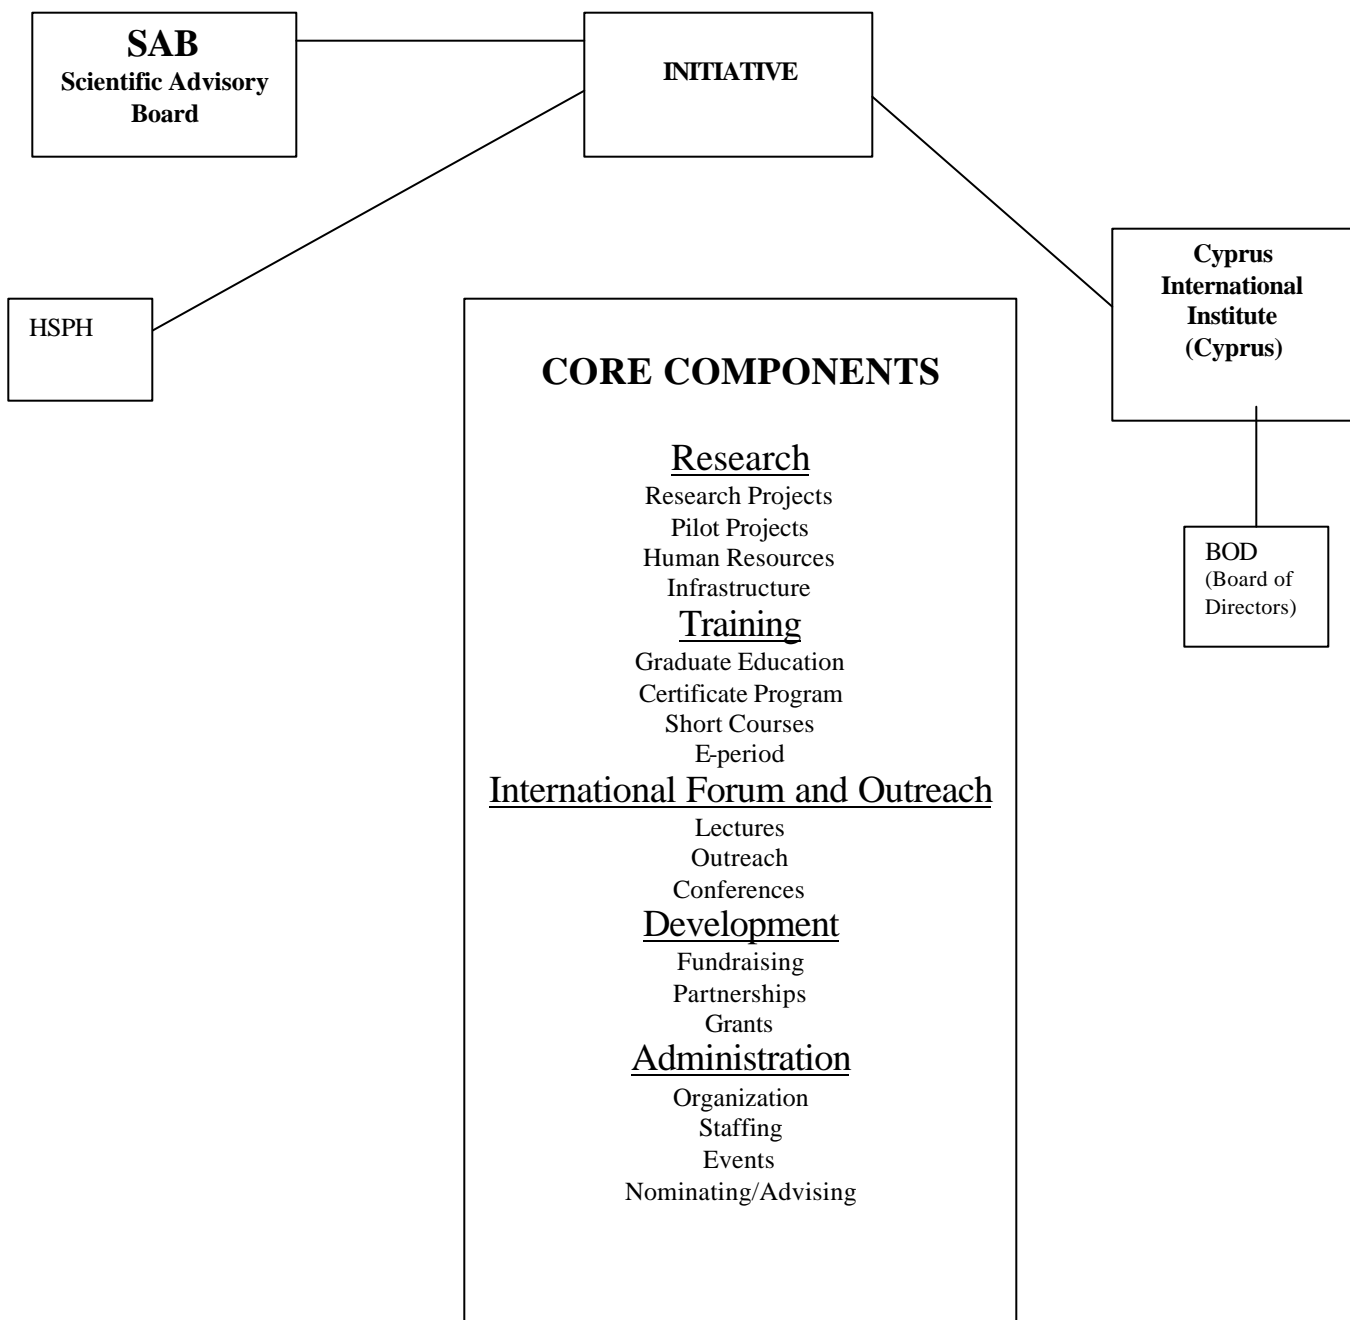 SAB
Scientific Advisory
Board
INITIATIVE
HSPH
Cyprus
International
Institute
(Cyprus)
BOD
(Board of
Directors)
CORE COMPONENTS
Research
Research Projects
Pilot Projects
Human Resources
Infrastructure
Training
Graduate Education
Certificate Program
Short Courses
E-period
International Forum and Outreach
Lectures
Outreach
Conferences
Development
Fundraising
Partnerships
Grants
Administration
Organization
Staffing
Events
Nominating/Advising